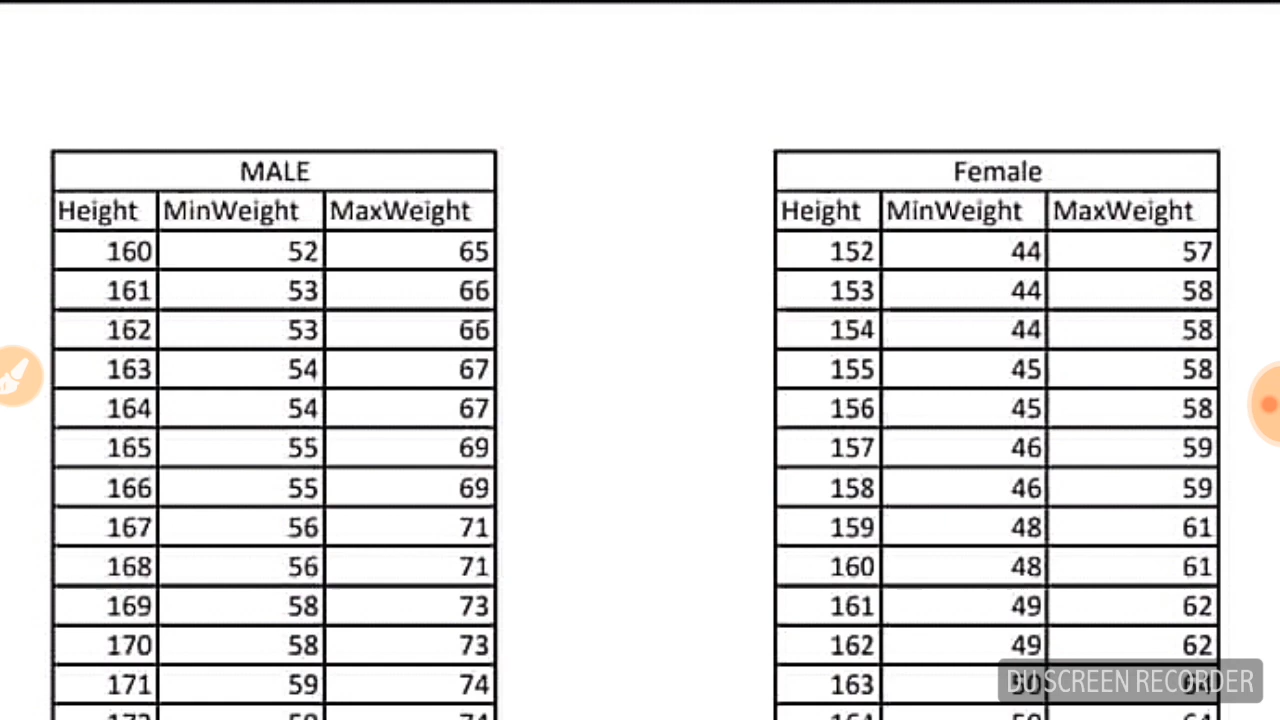 MALE
Height MinWeight MaxWeight
160 52 65
161 53 66
162 53 66
163 54 67
164 54 67
165 55 69
166 55 69
167 56 71
168 56 71
169 58 73
170 58 73
171 59 74
Female
Height MinWeight MaxWeight
152 44 57
153 44 58
154 44 58
155 45 58
156 45 58
157 46 59
158 46 59
159 48 61
160 48 61
161 49 62
162 49 62
163
DU SCREEN RECORDER